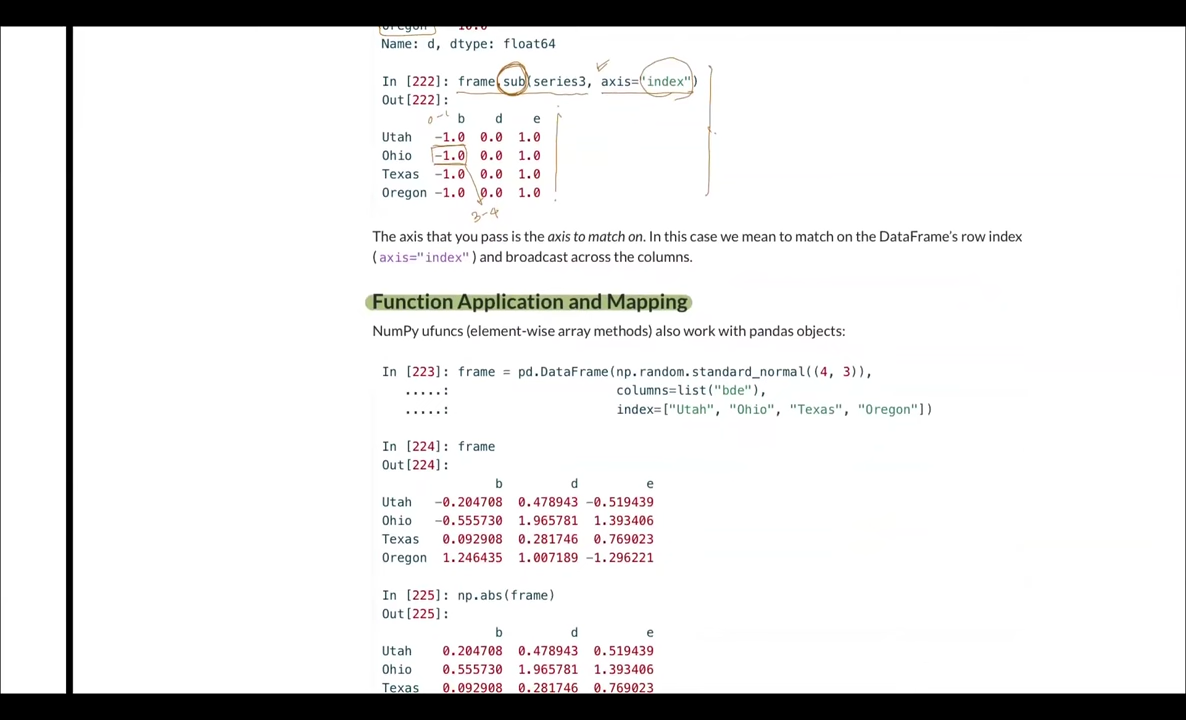 Oregon    10.0
Name: d, dtype: float64
In [222]: frame.sub(series3, axis="index")
Out[222]:
0-1
b d e
Utah -1.0 0.0 1.0
Ohio -1.0 0.0 1.0
Texas -1.0 0.0 1.0
Oregon -1.0 0.0 1.0
3-4
The axis that you pass is the axis to match on. In this case we mean to match on the DataFrame's row index
(axis="index") and broadcast across the columns.
Function Application and Mapping
NumPy ufuncs (element-wise array methods) also work with pandas objects:
In [223]: frame = pd.DataFrame(np.random.standard_normal((4, 3)),
.....: columns=list("bde"),
.....: index=["Utah", "Ohio", "Texas", "Oregon"])
In [224]: frame
Out[224]:
b d e
Utah -0.204708 0.478943 -0.519439
Ohio -0.555730 1.965781 1.393406
Texas 0.092908 0.281746 0.769023
Oregon 1.246435 1.007189 -1.296221
In [225]: np.abs(frame)
Out[225]:
b d e
Utah 0.204708 0.478943 0.519439
Ohio 0.555730 1.965781 1.393406
Texas 0.092908 0.281746 0.769023